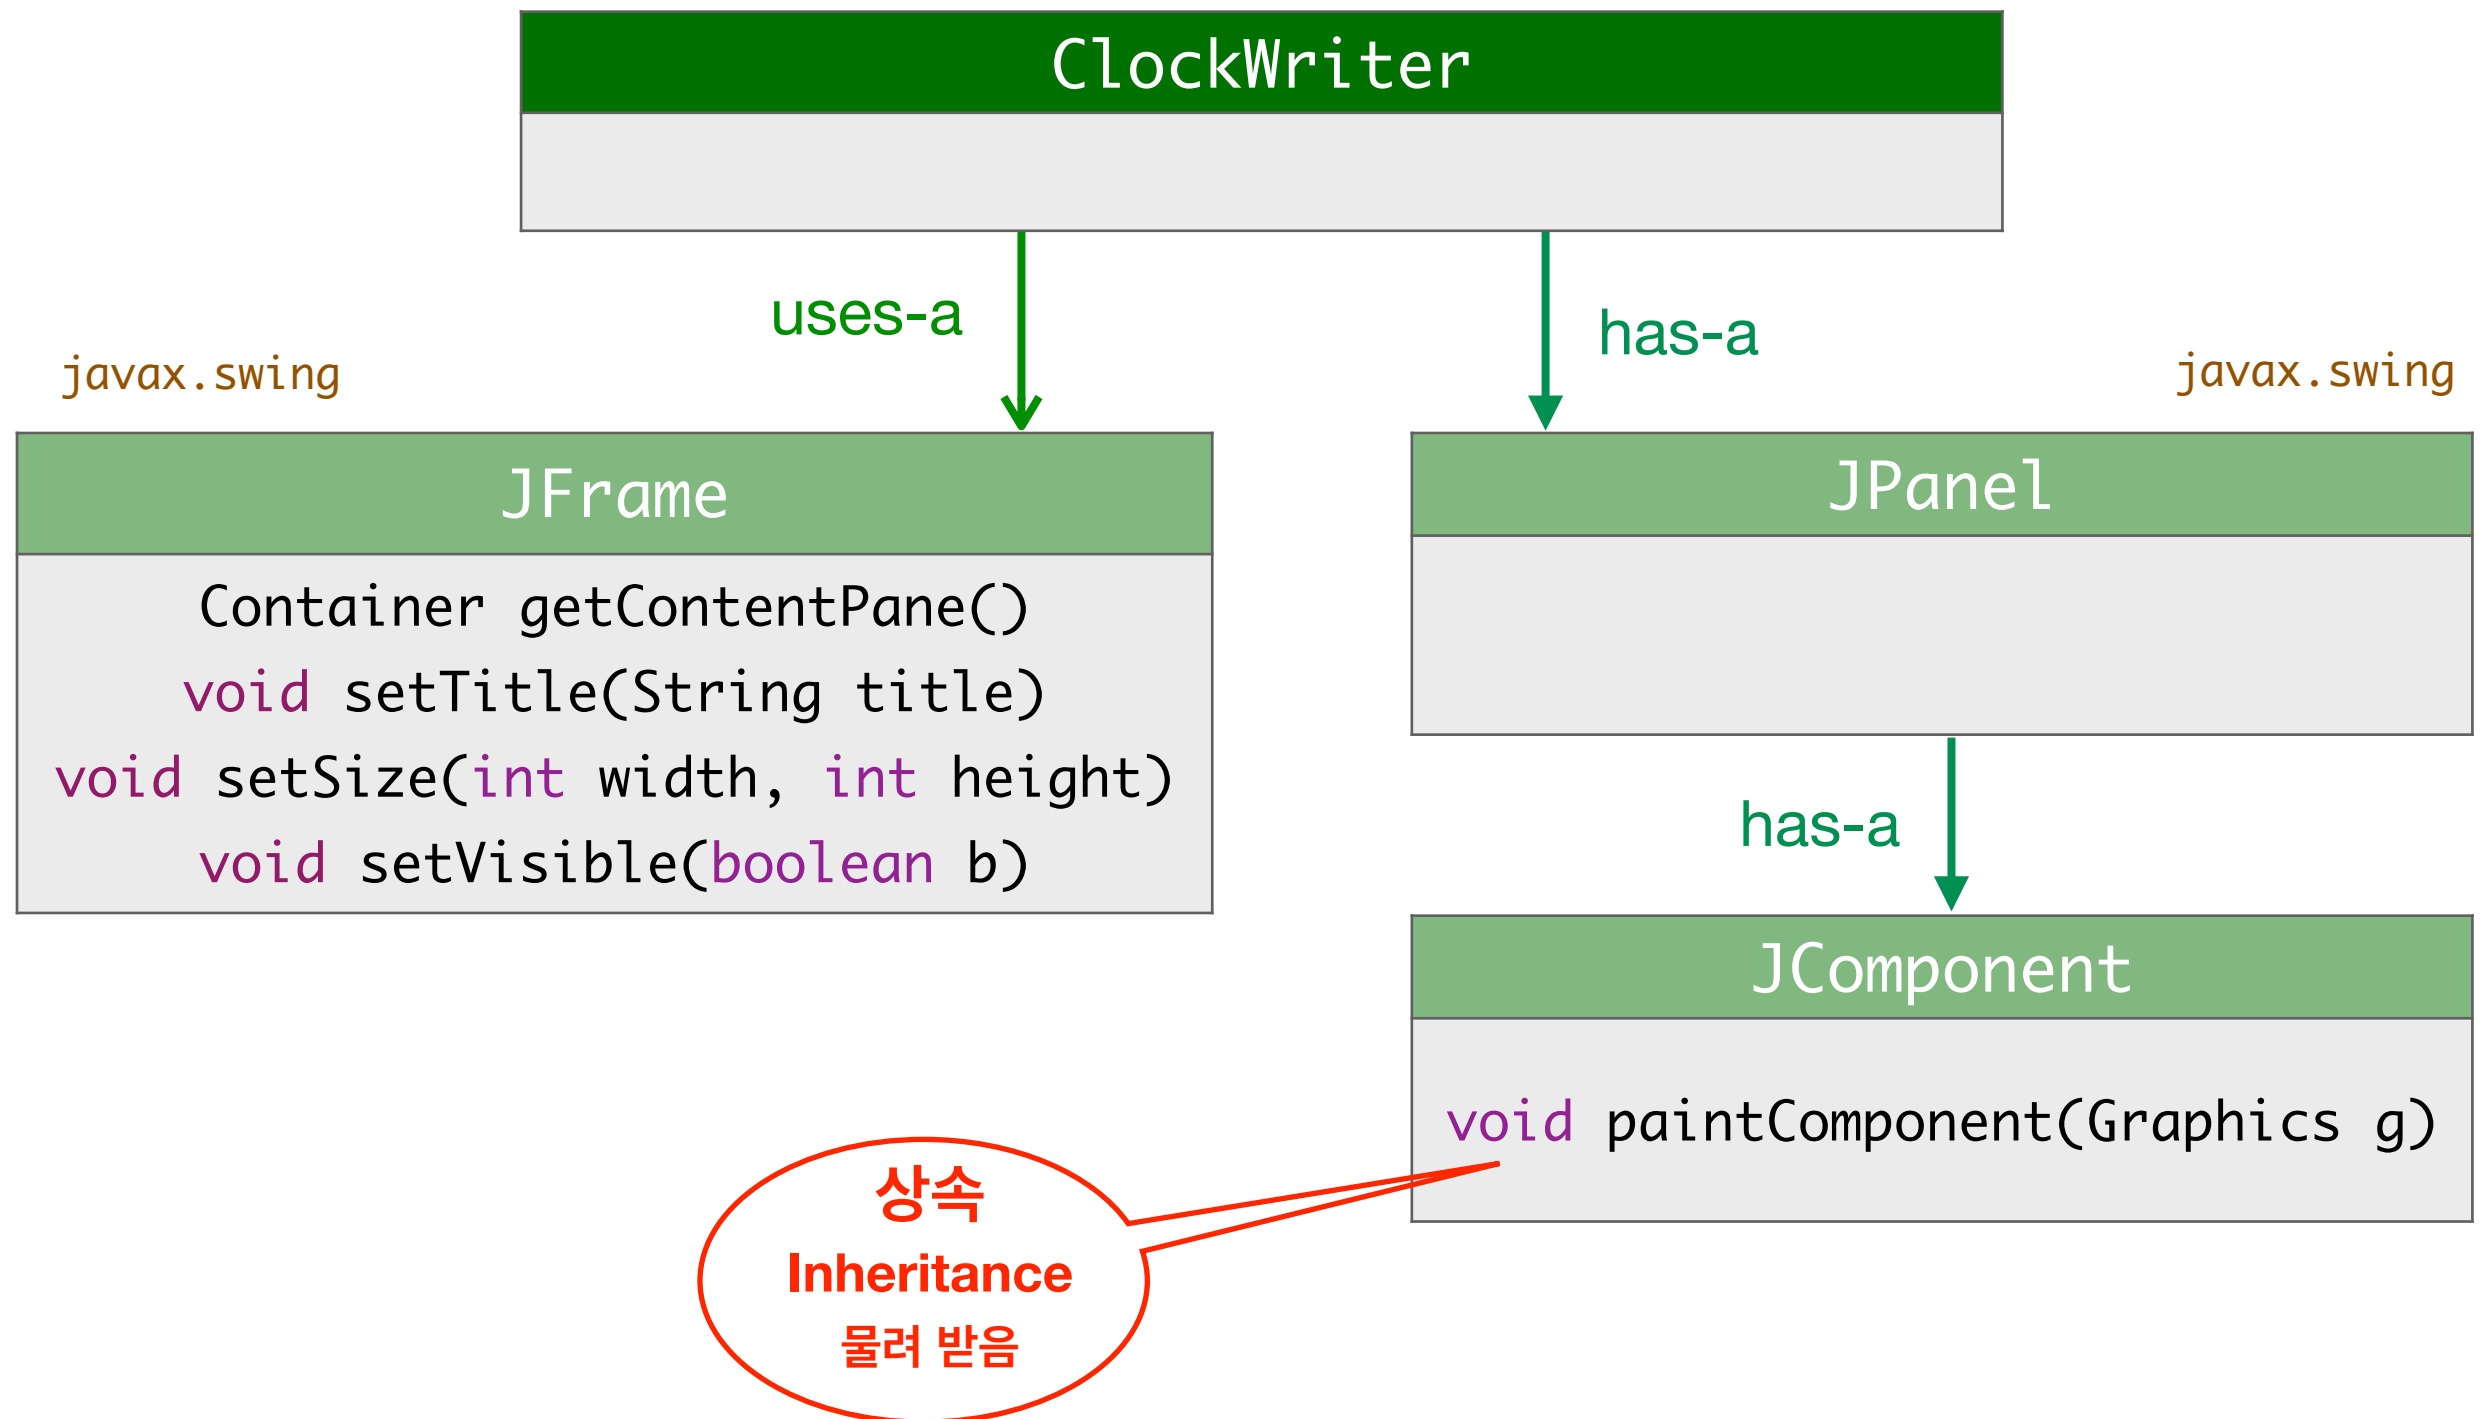 ClockWriter
uses-a
has-a
javax.swing
javax.swing
JFrame
Container getContentPane()
void setTitle(String title)
void setSize(int width, int height)
void setVisible(boolean b)
JPanel
has-a
JComponent
void paintComponent(Graphics g)
상속
Inheritance
물려 받음